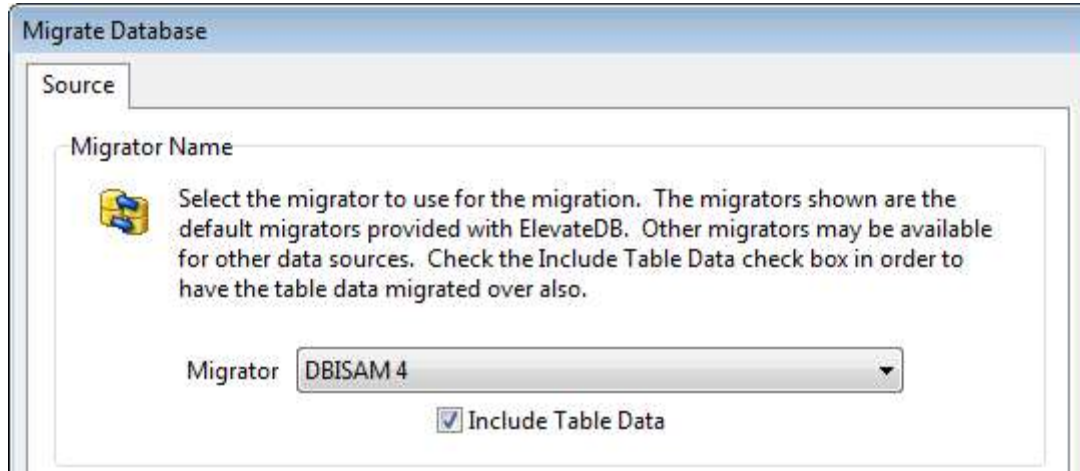 Migrate Database
Source
Migrator Name
Select the migrator to use for the migration.  The migrators shown are the
default migrators provided with ElevateDB.  Other migrators may be available
for other data sources.  Check the Include Table Data check box in order to
have the table data migrated over also.
Migrator DBISAM 4
Include Table Data